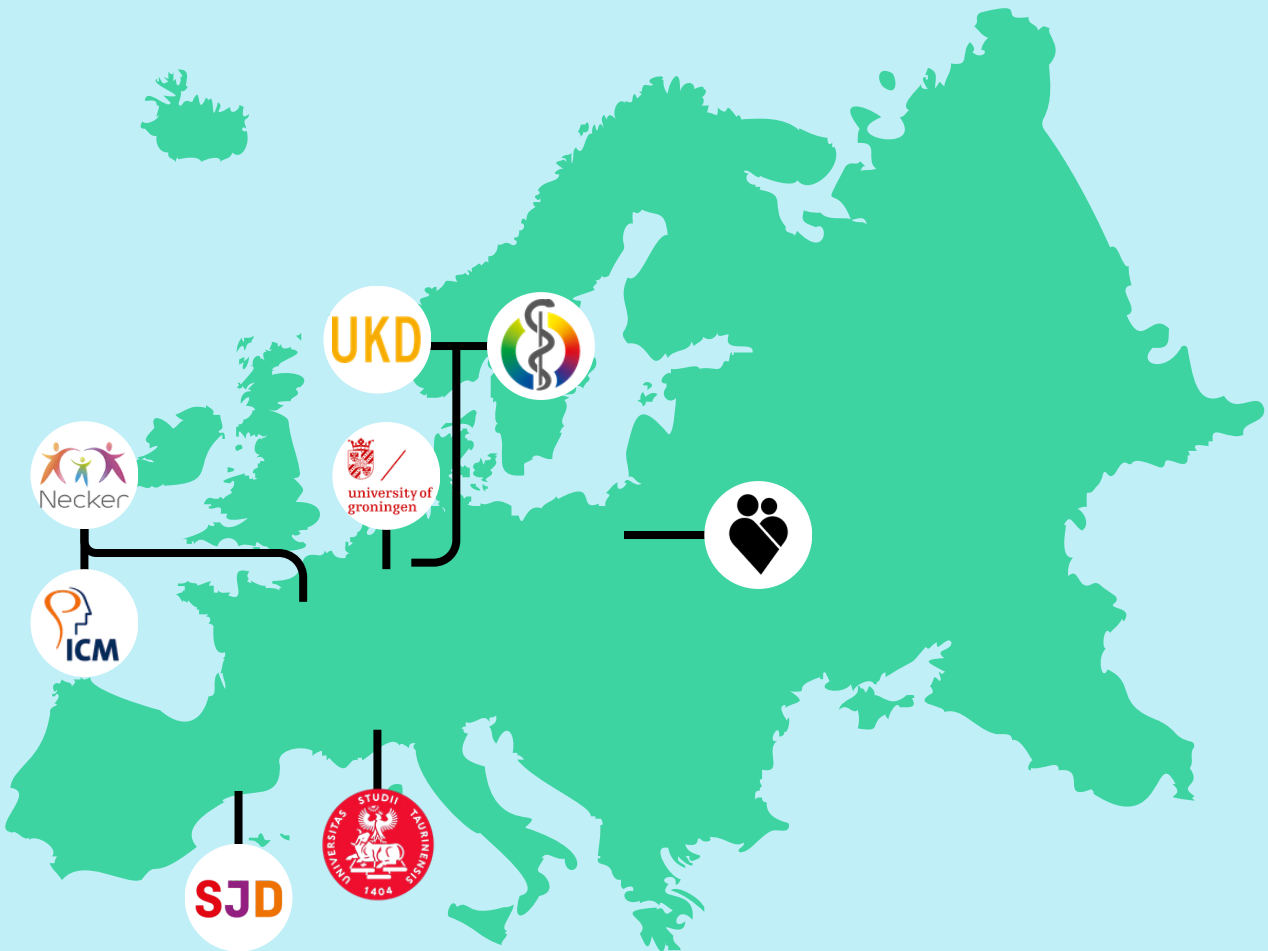 UKD
Necker
university of
groningen
ICM
UNIVERSITAS STUDII TAURINENSIS
1404
SJD